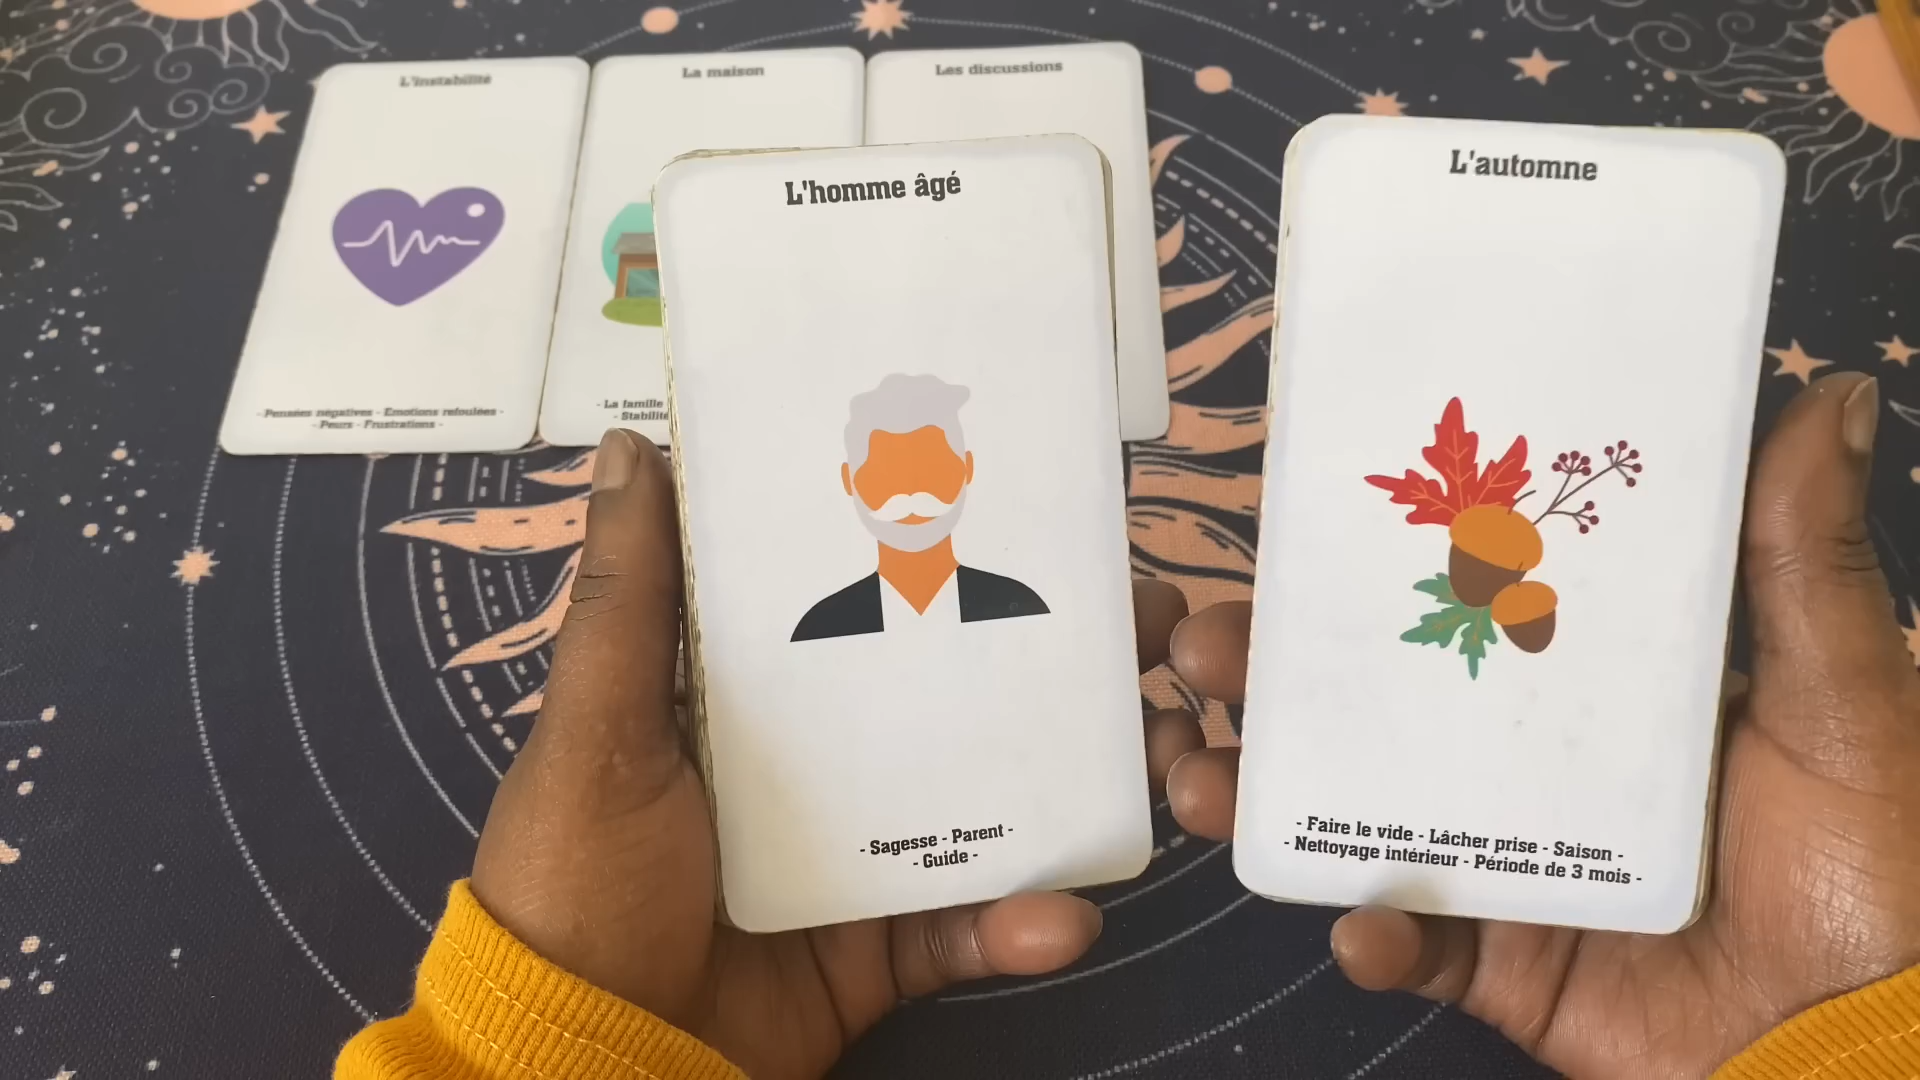 L'instabilité
La maison
Les discussions
- Pensées négatives - Emotions refoulées -
- Peurs - Frustrations -
- La famille
- Stabilité
L'homme âgé
- Sagesse - Parent -
- Guide -
L'automne
- Faire le vide - Lâcher prise - Saison -
- Nettoyage intérieur - Période de 3 mois -